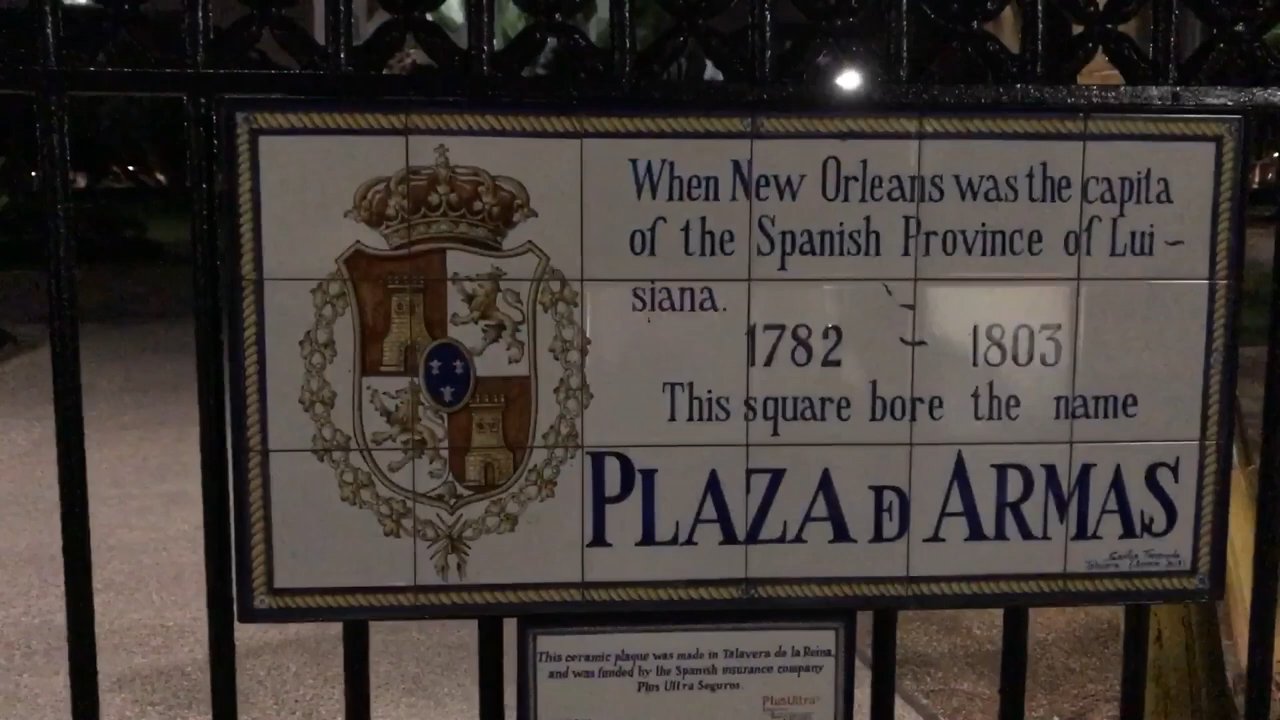 When New Orleans was the capita
of the Spanish Province of Lui-
siana.
1782 - 1803
This square bore the name
PLAZA D ARMAS
This ceramic plaque was made in Talavera de la Reina,
and was funded by the Spanish insurance company
Plus Ultra Seguros.
PlusUltra